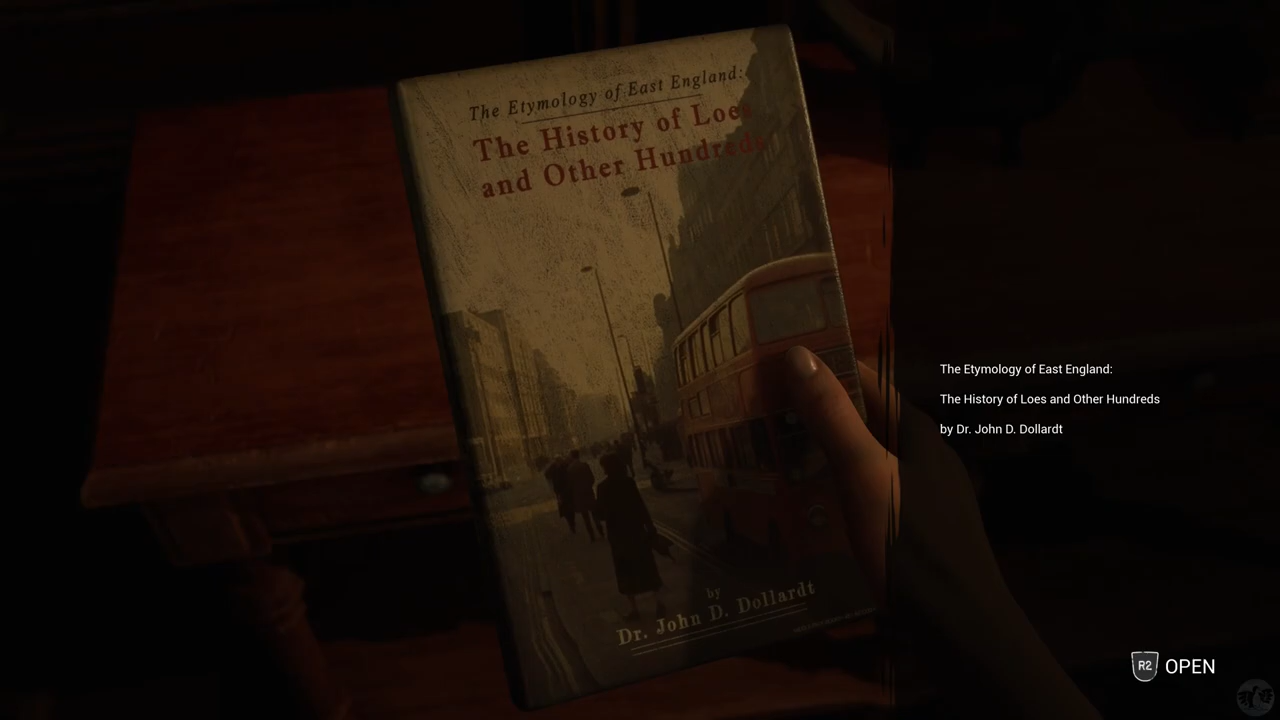 The Etymology of East England:
The History of Loes
and Other Hundreds
by
Dr. John D. Dollardt
The Etymology of East England:
The History of Loes and Other Hundreds
by Dr. John D. Dollardt
R2 OPEN